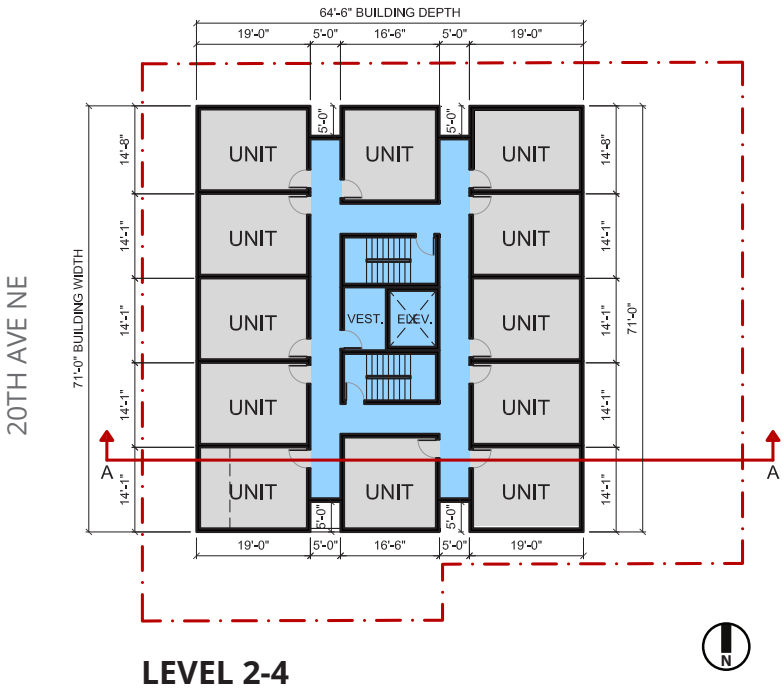 64'-6" BUILDING DEPTH
19'-0" 5'-0" 16'-6" 5'-0" 19'-0"
5'-0" 5'-0"
14'-8" UNIT UNIT UNIT 14'-8"
14'-1" UNIT UNIT 14'-1"
20TH AVE NE
71'-0" BUILDING WIDTH
14'-1" UNIT VEST. ELEV. UNIT 14'-1"
71'-0"
14'-1" UNIT UNIT 14'-1"
A A
14'-1" UNIT UNIT UNIT 14'-1"
5'-0" 5'-0"
19'-0" 5'-0" 16'-6" 5'-0" 19'-0"
N
LEVEL 2-4